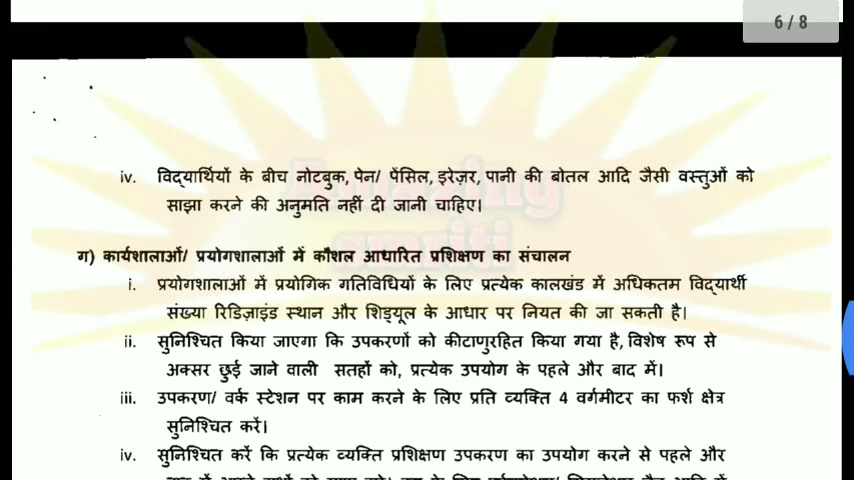 6 / 8
iv. विद्यार्थियों के बीच नोटबुक, पेन/ पेंसिल, इरेज़र, पानी की बोतल आदि जैसी वस्तुओं को
साझा करने की अनुमति नहीं दी जानी चाहिए।
Amazing
smriti
ग) कार्यशालाओं/ प्रयोगशालाओं में कौशल आधारित प्रशिक्षण का संचालन
i. प्रयोगशालाओं में प्रयोगिक गतिविधियों के लिए प्रत्येक कालखंड में अधिकतम विद्यार्थी
संख्या रिडिज़ाइंड स्थान और शिड्यूल के आधार पर नियत की जा सकती है।
ii. सुनिश्चित किया जाएगा कि उपकरणों को कीटाणुरहित किया गया है, विशेष रूप से
अक्सर छुई जाने वाली सतहों को, प्रत्येक उपयोग के पहले और बाद में।
iii. उपकरण/ वर्क स्टेशन पर काम करने के लिए प्रति व्यक्ति 4 वर्गमीटर का फर्श क्षेत्र
सुनिश्चित करें।
iv. सुनिश्चित करें कि प्रत्येक व्यक्ति प्रशिक्षण उपकरण का उपयोग करने से पहले और